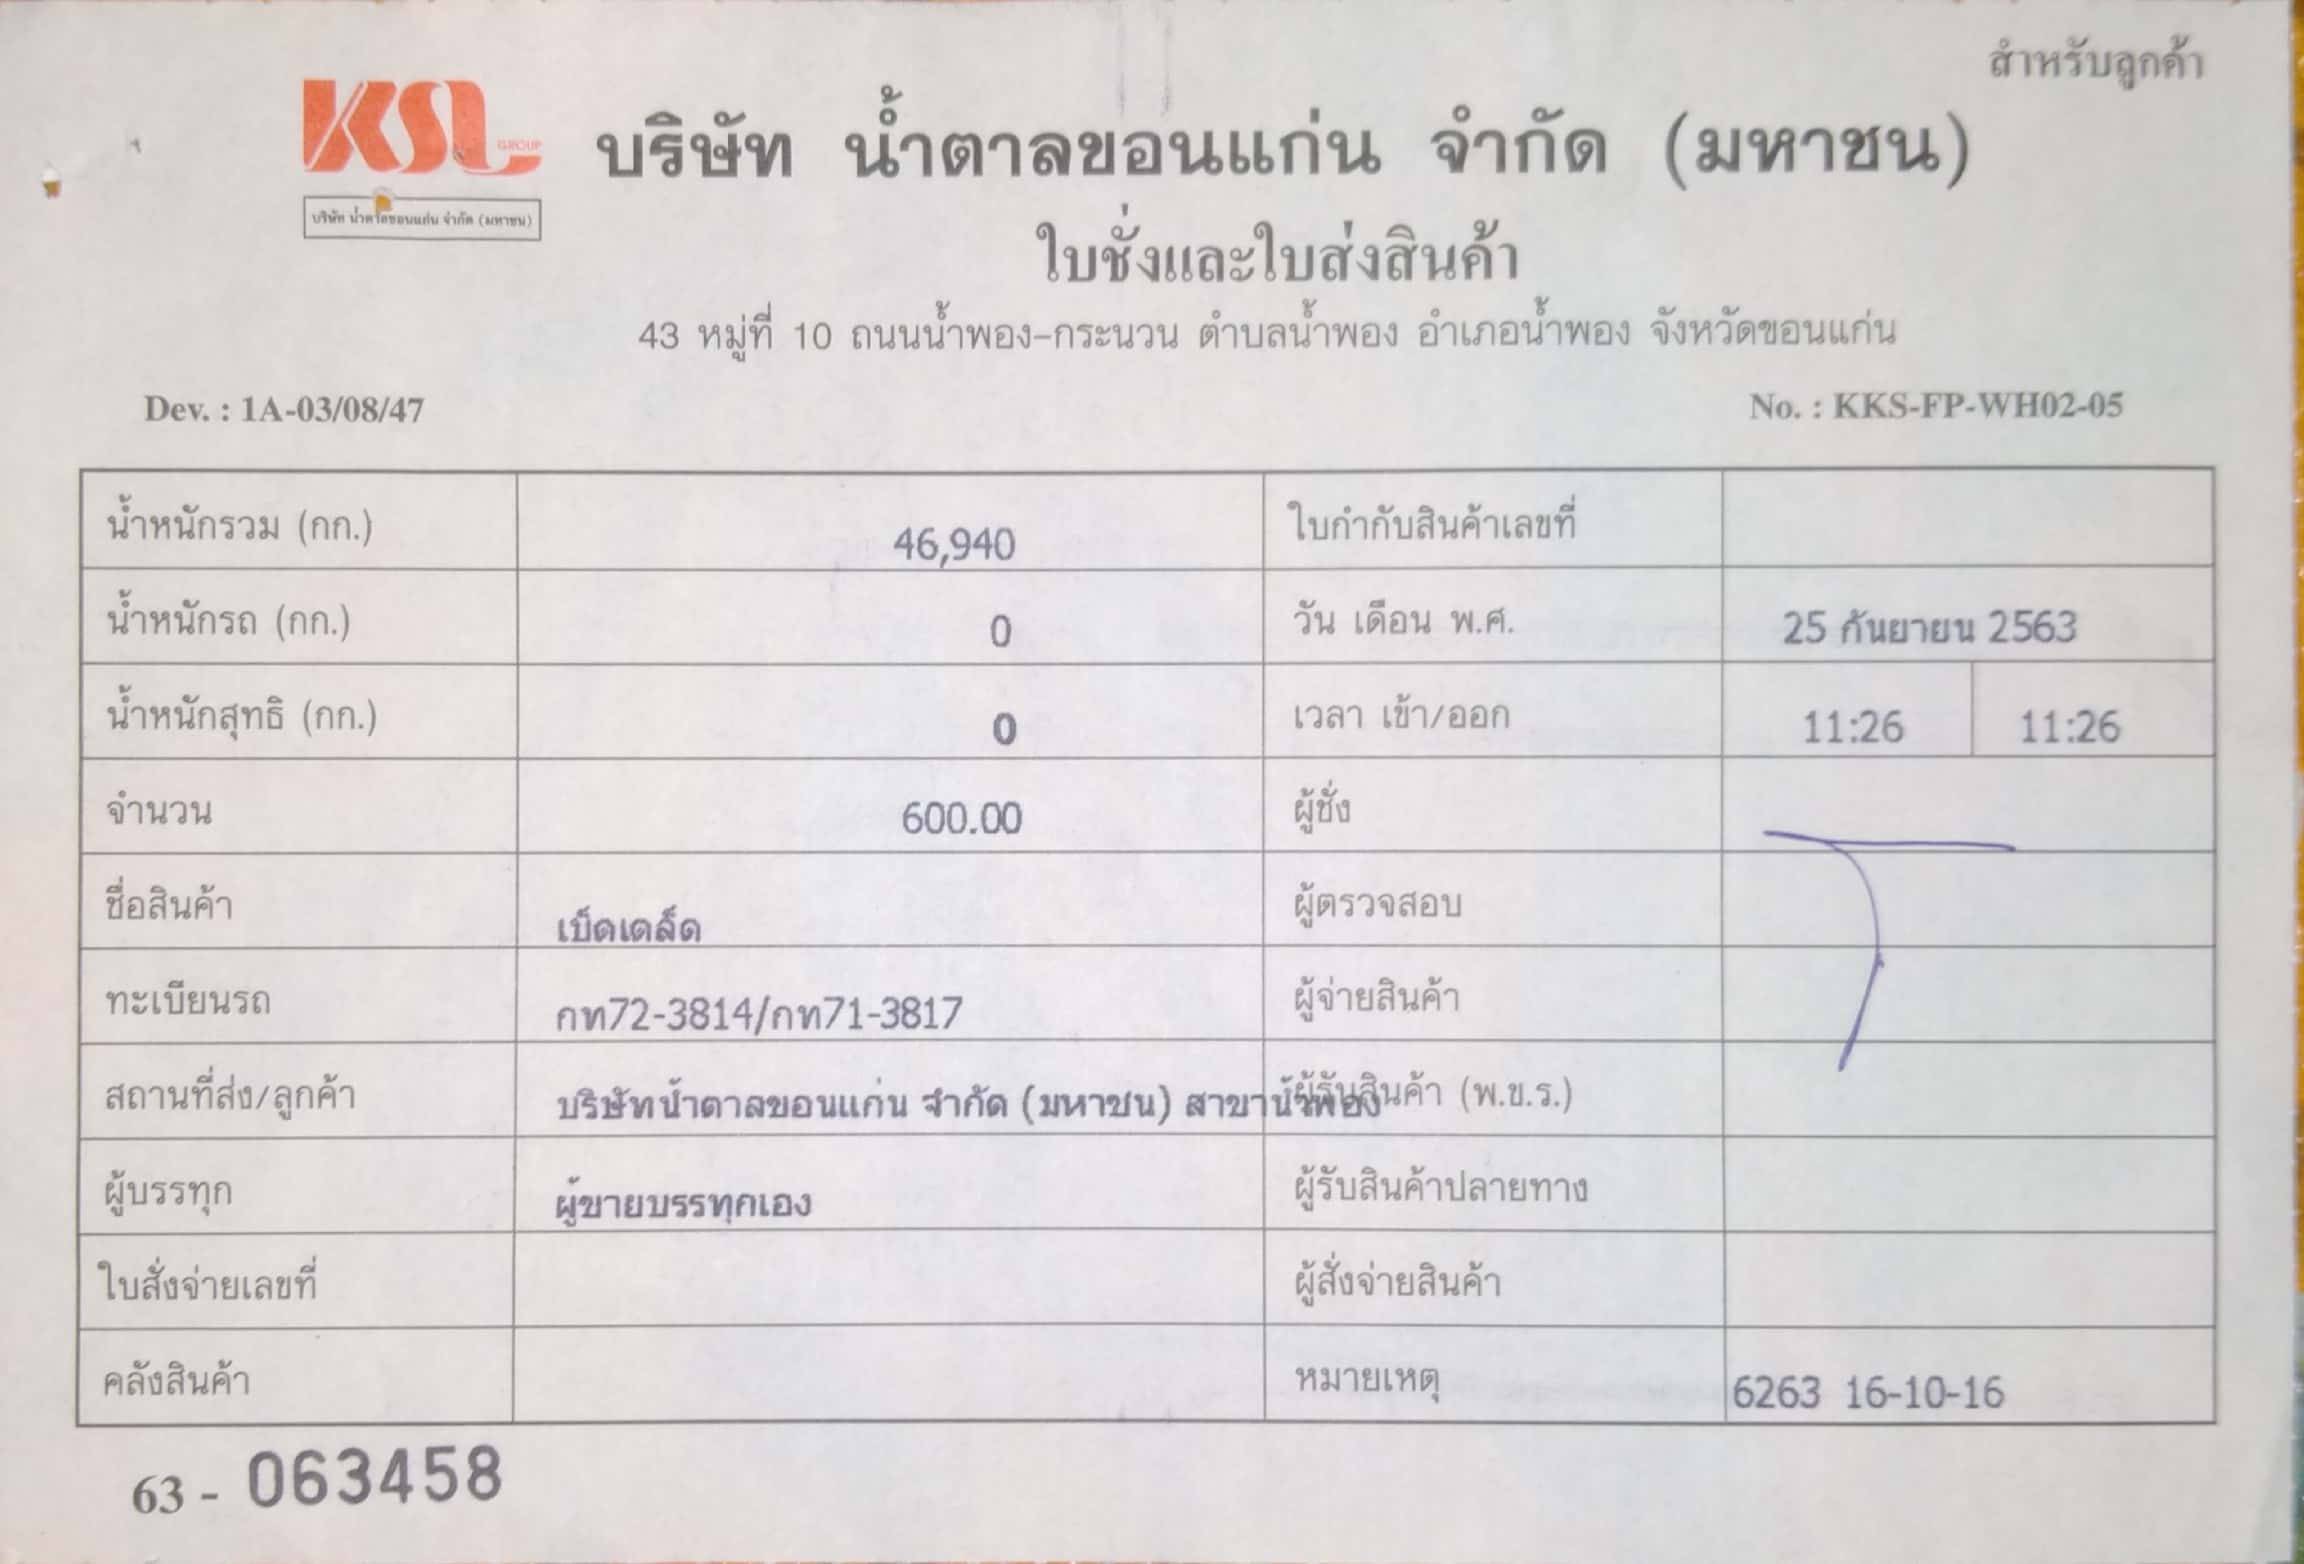 สำหรับลูกค้า
KSL GROUP
บริษัท น้ำตาลขอนแก่น จำกัด (มหาชน)
บริษัท น้ำตาลขอนแก่น จำกัด (มหาชน)
ใบชั่งและใบส่งสินค้า
43 หมู่ที่ 10 ถนนน้ำพอง-กระนวน ตำบลน้ำพอง อำเภอน้ำพอง จังหวัดขอนแก่น
Dev. : 1A-03/08/47 No. : KKS-FP-WH02-05
น้ำหนักรวม (กก.) 46,940 ใบกำกับสินค้าเลขที่
น้ำหนักรถ (กก.) 0 วัน เดือน พ.ศ. 25 กันยายน 2563
น้ำหนักสุทธิ (กก.) 0 เวลา เข้า/ออก 11:26 11:26
จำนวน 600.00 ผู้ชั่ง
ชื่อสินค้า เบ็ดเตล็ด ผู้ตรวจสอบ
ทะเบียนรถ กท72-3814/กท71-3817 ผู้จ่ายสินค้า
สถานที่ส่ง/ลูกค้า บริษัทน้ำตาลขอนแก่น จำกัด (มหาชน) สาขาน้ำพอง ผู้รับสินค้า (พ.ข.ร.)
ผู้บรรทุก ผู้ขายบรรทุกเอง ผู้รับสินค้าปลายทาง
ใบสั่งจ่ายเลขที่ ผู้สั่งจ่ายสินค้า
คลังสินค้า หมายเหตุ 6263 16-10-16
63 - 063458